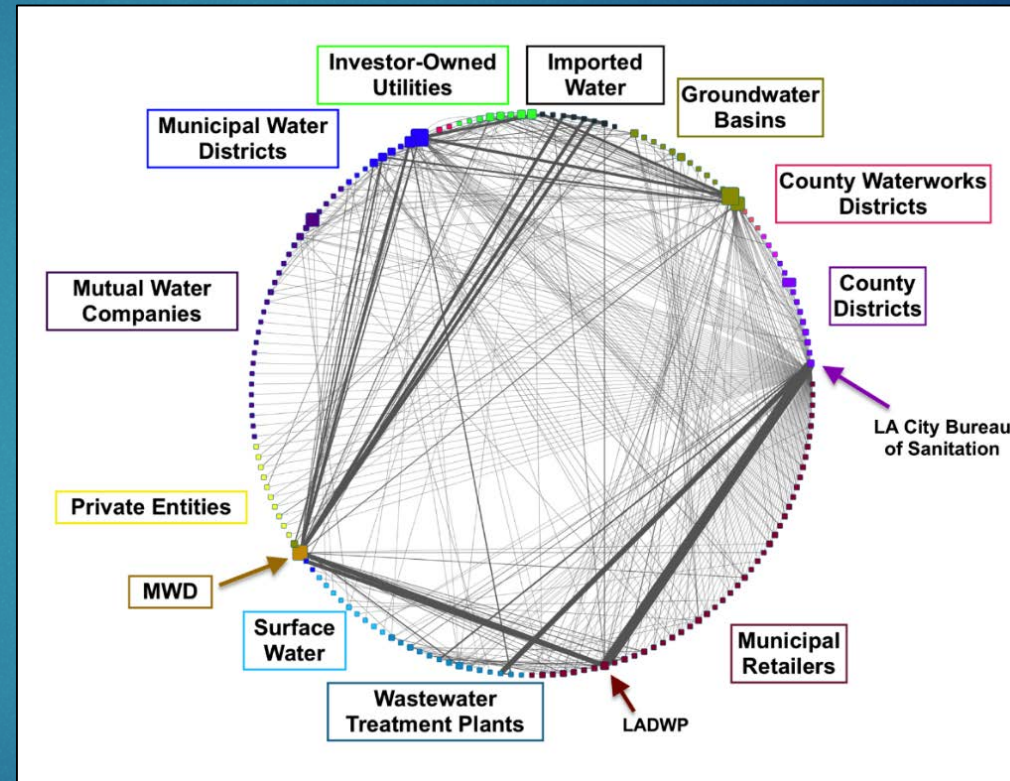 Investor-Owned
Utilities
Imported
Water
Groundwater
Basins
Municipal Water
Districts
County Waterworks
Districts
Mutual Water
Companies
County
Districts
LA City Bureau
of Sanitation
Private Entities
MWD
Surface
Water
Municipal
Retailers
Wastewater
Treatment Plants
LADWP